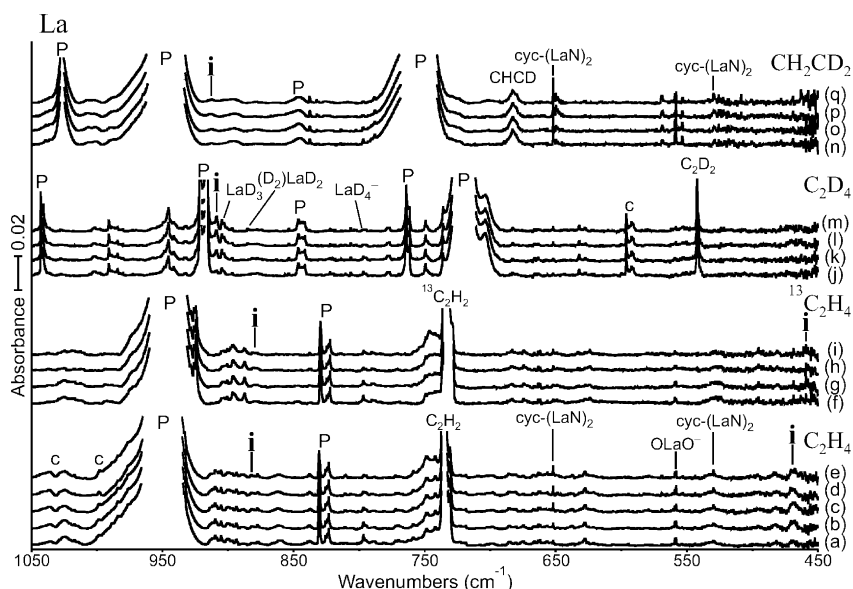 La
P
P
i
P
P
CHCD
cyc-(LaN)2
cyc-(LaN)2
CH2CD2
(q)
(p)
(o)
(n)
P
P
i
LaD3
(D2)LaD2
P
LaD4−
P
P
c
C2D2
C2D4
(m)
(l)
(k)
(j)
P
i
P
13C2H2
13C2H4
i
(i)
(h)
(g)
(f)
c
c
P
i
P
C2H2
cyc-(LaN)2
OLaO−
cyc-(LaN)2
i
C2H4
(e)
(d)
(c)
(b)
(a)
Absorbance 0.02
1050 950 850 750 650 550 450
Wavenumbers (cm-1)